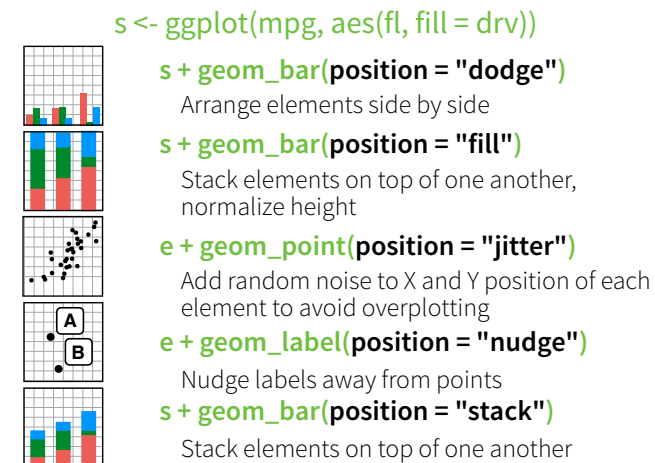 s <- ggplot(mpg, aes(fl, fill = drv))
s + geom_bar(position = "dodge")
Arrange elements side by side
s + geom_bar(position = "fill")
Stack elements on top of one another,
normalize height
e + geom_point(position = "jitter")
Add random noise to X and Y position of each
element to avoid overplotting
A
B
e + geom_label(position = "nudge")
Nudge labels away from points
s + geom_bar(position = "stack")
Stack elements on top of one another